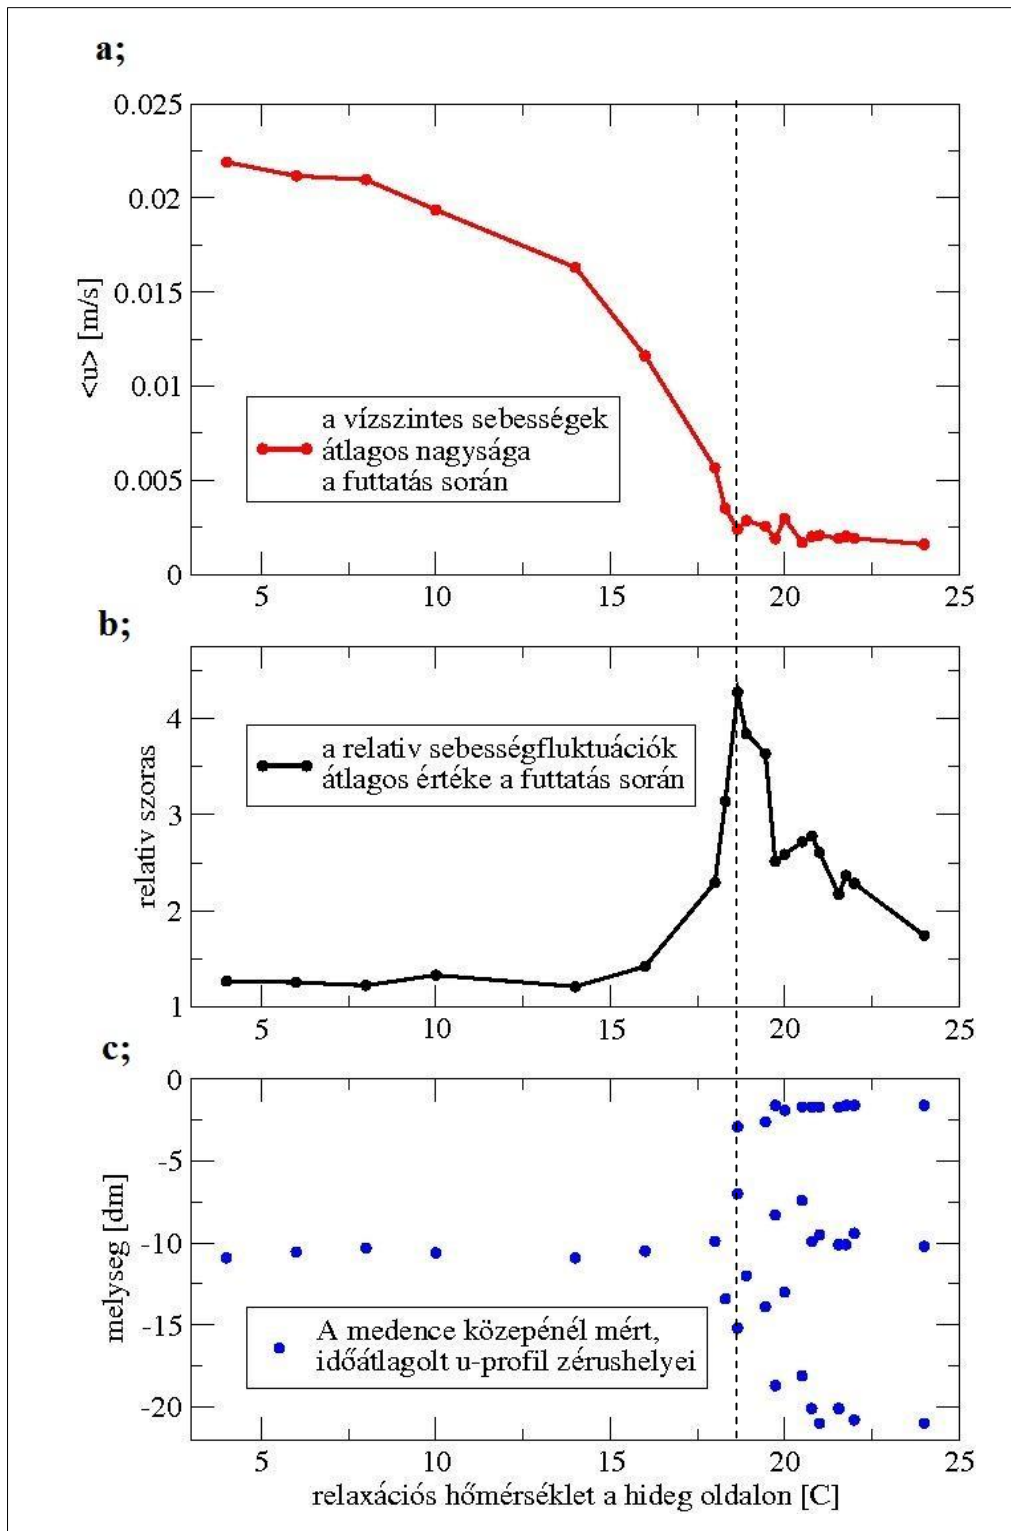 a;
0.025
0.02
0.015
0.01
0.005
0
<u> [m/s]
a vízszintes sebességek
átlagos nagysága
a futtatás során
5 10 15 20 25
b;
4
3
2
1
relativ szoras
a relativ sebességfluktuációk
átlagos értéke a futtatás során
5 10 15 20 25
c;
0
-5
-10
-15
-20
melyseg [dm]
A medence közepénél mért,
időátlagolt u-profil zérushelyei
5 10 15 20 25
relaxációs hőmérséklet a hideg oldalon [C]